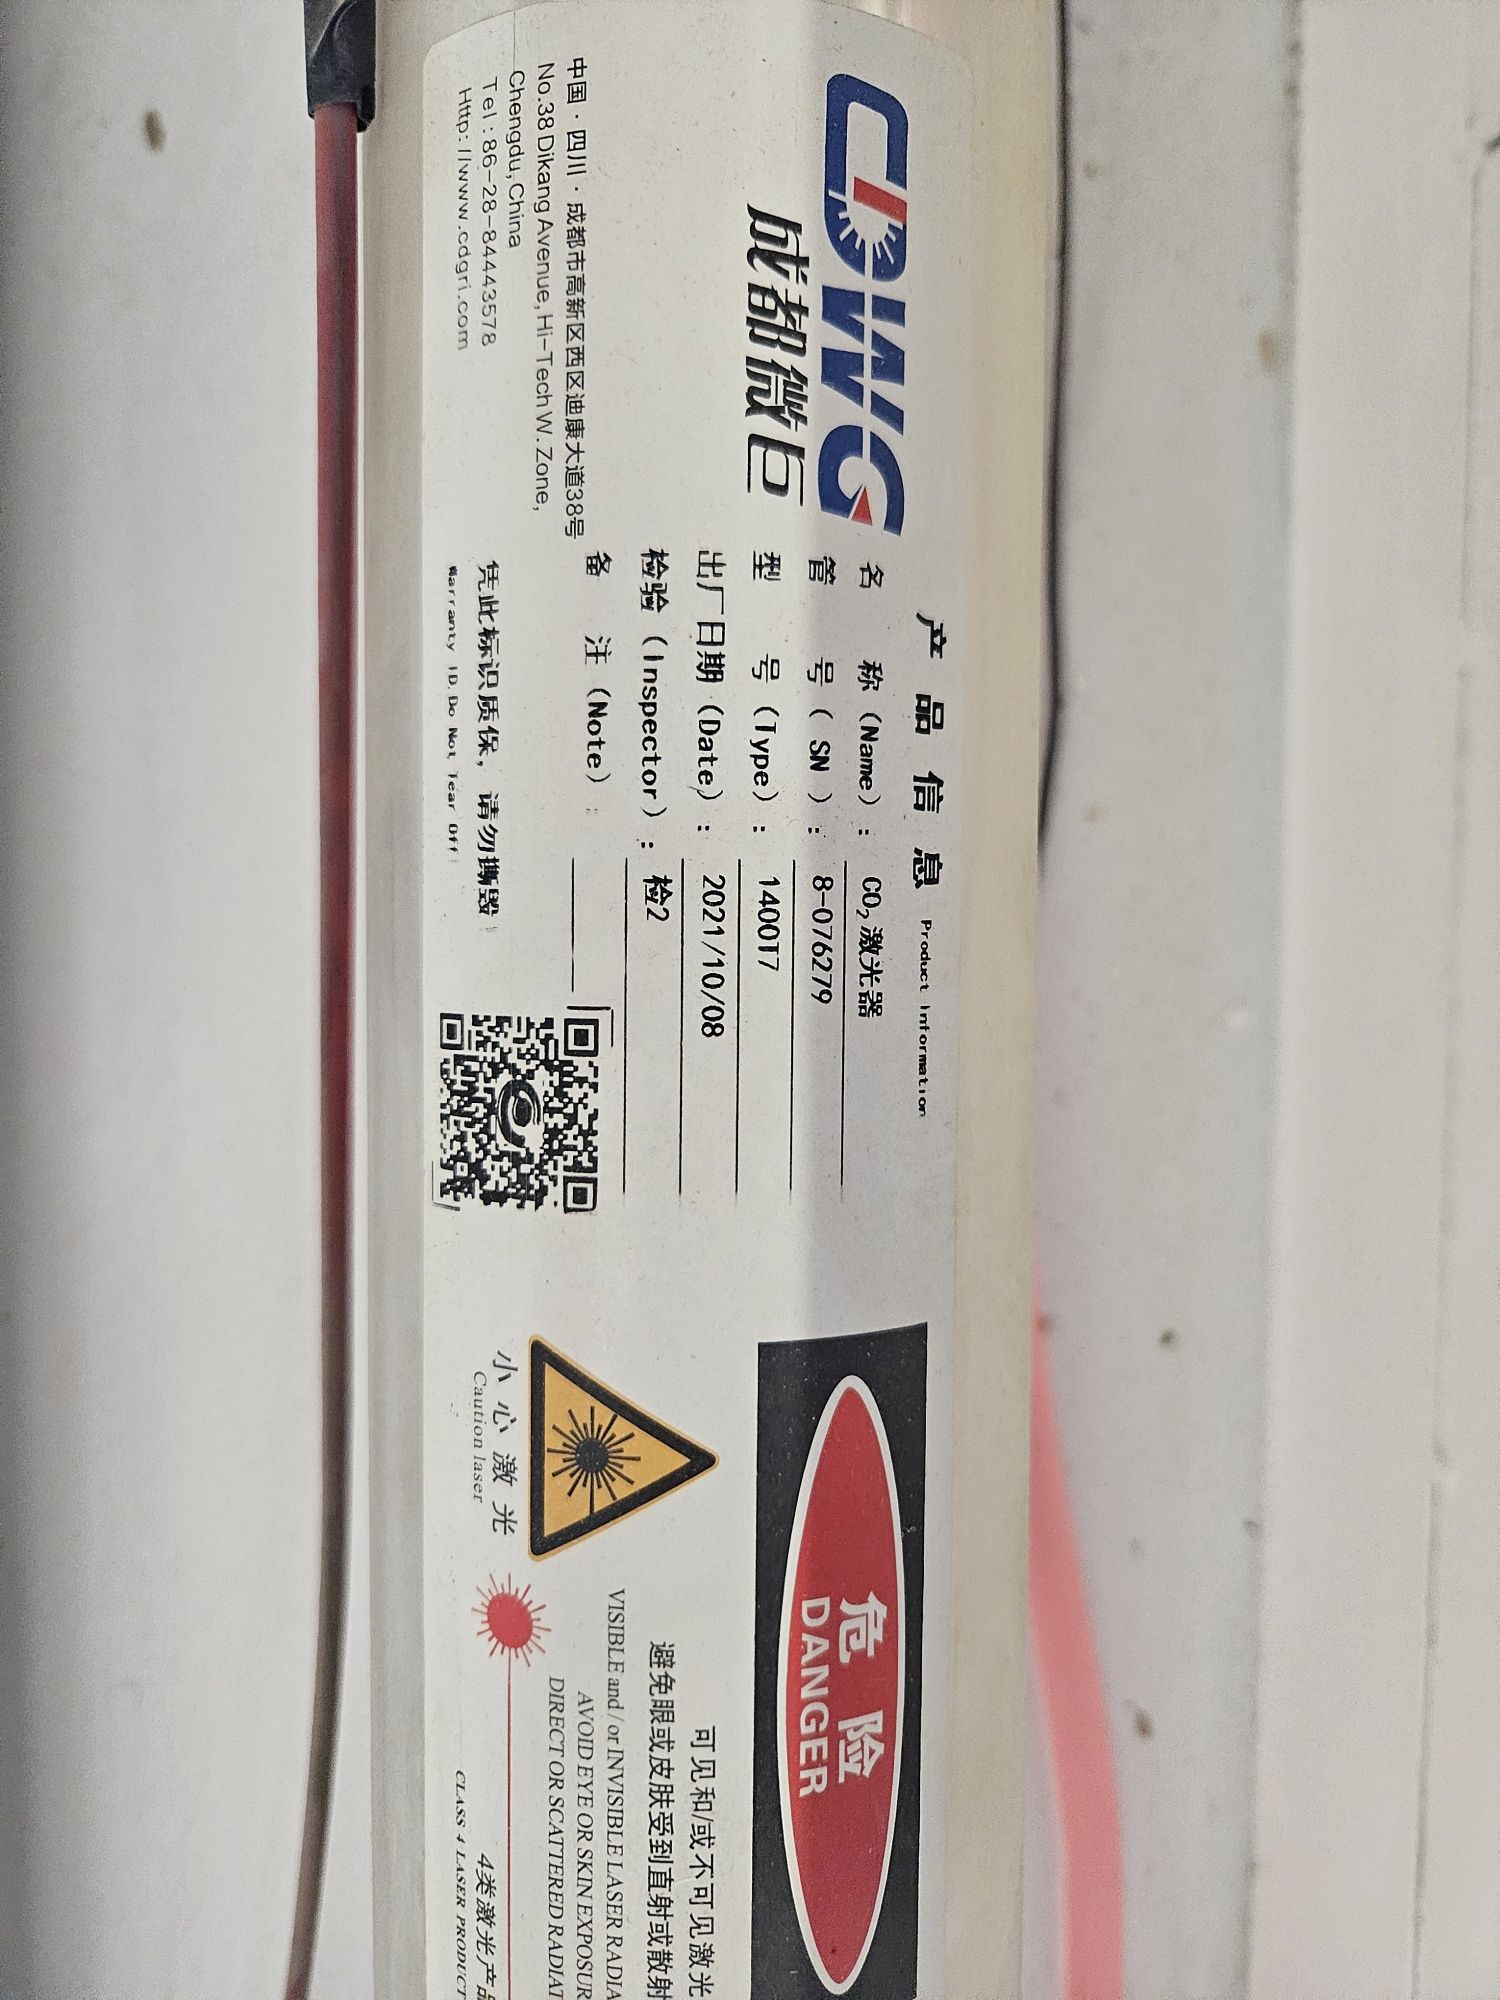 CDWG
成都微巨
中国·四川·成都市高新区西区迪康大道38号
No.38 Dikang Avenue, Hi-Tech W. Zone,
Chengdu, China
Tel : 86-28-84443578
Http: //www.cdgri.com
产品信息 Product Information
名 称 (Name) : CO₂激光器
管 号 ( SN ) : 8-076279
型 号 (Type) : 1400T7
出厂日期 (Date) : 2021/10/08
检验 (Inspector) : 检2
备 注 (Note) :
凭此标识质保, 请勿撕毁!
Warranty ID, Do Not Tear Off!
危险
DANGER
小心激光
Caution laser
可见和/或不可见激光
避免眼或皮肤受到直射或散射
VISIBLE and / or INVISIBLE LASER RADIA
AVOID EYE OR SKIN EXPOSUR
DIRECT OR SCATTERED RADIAT
4类激光产品
CLASS 4 LASER PRODUCT